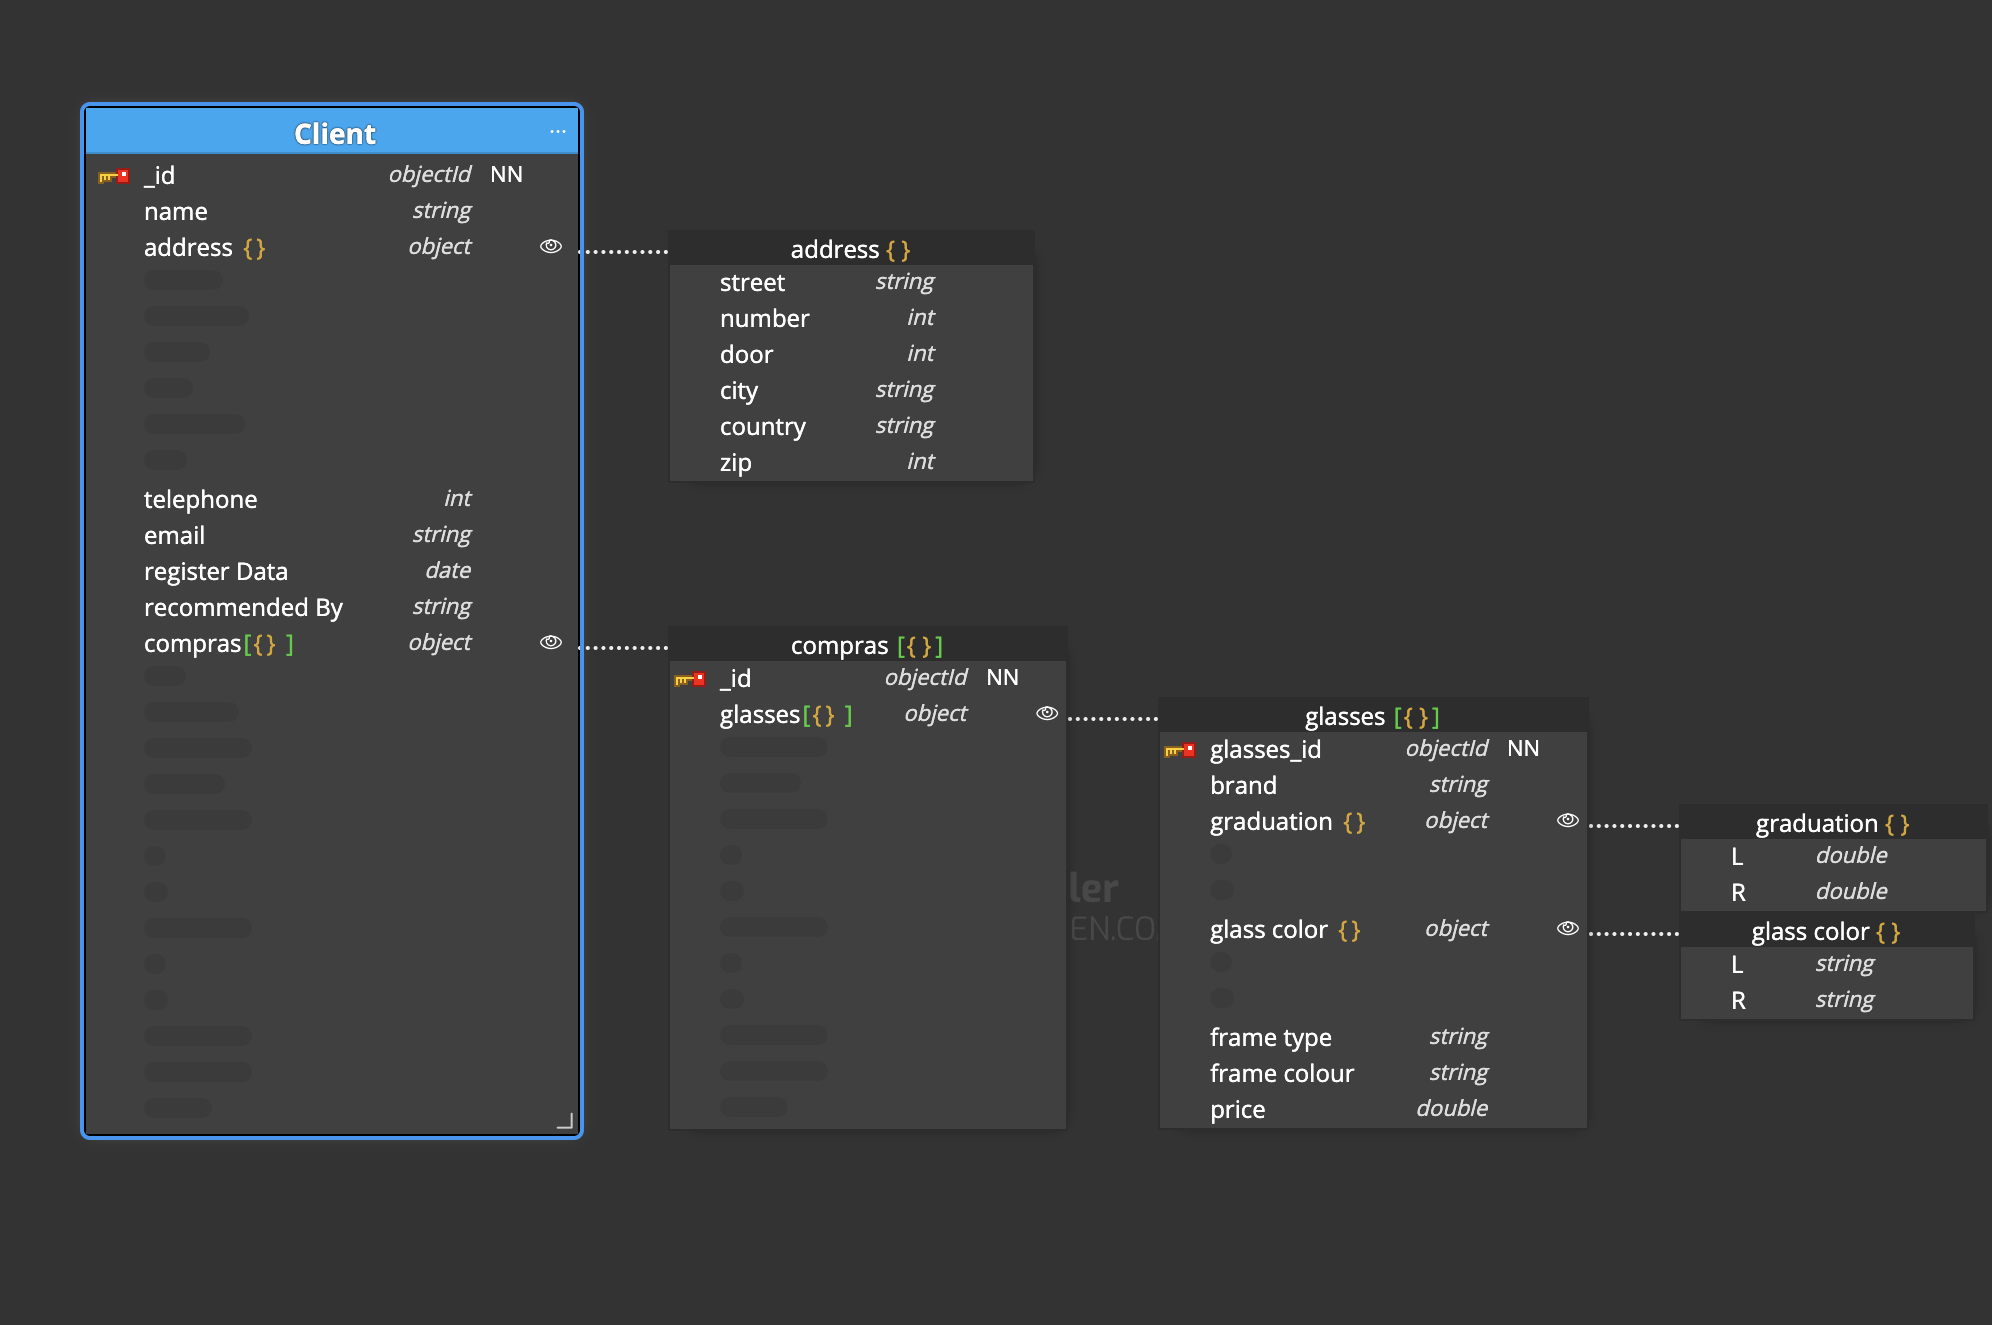 Client ...
_id objectId NN
name string
address {} object
telephone int
email string
register Data date
recommended By string
compras[{} ] object
address { }
street string
number int
door int
city string
country string
zip int
compras [{ }]
_id objectId NN
glasses[{} ] object
glasses [{ }]
glasses_id objectId NN
brand string
graduation {} object
glass color {} object
frame type string
frame colour string
price double
graduation { }
L double
R double
glass color { }
L string
R string
ler
EN.CO